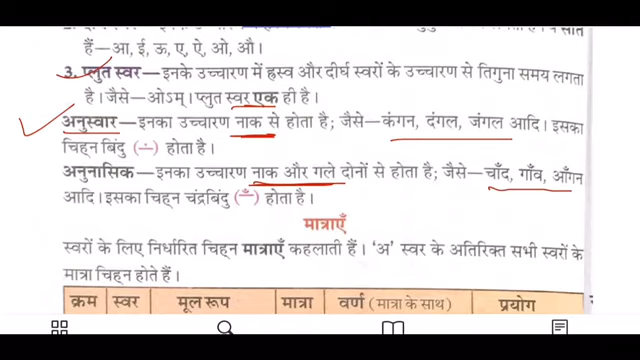 हैं – आ, ई, ऊ, ए, ऐ, ओ, औ।
3. प्लुत स्वर — इनके उच्चारण में ह्रस्व और दीर्घ स्वरों के उच्चारण से तिगुना समय लगता
है। जैसे – ओऽम्। प्लुत स्वर एक ही है।
अनुस्वार — इनका उच्चारण नाक से होता है; जैसे— कंगन, दंगल, जंगल आदि। इसका
चिह्न बिंदु (—ं) होता है।
अनुनासिक — इनका उच्चारण नाक और गले दोनों से होता है; जैसे— चाँद, गाँव, आँगन
आदि। इसका चिह्न चंद्रबिंदु (—ँ) होता है।
मात्राएँ
स्वरों के लिए निर्धारित चिह्न मात्राएँ कहलाती हैं। ‘अ’ स्वर के अतिरिक्त सभी स्वरों के
मात्रा चिह्न होते हैं।
क्रम स्वर मूल रूप मात्रा वर्ण (मात्रा के साथ) प्रयोग